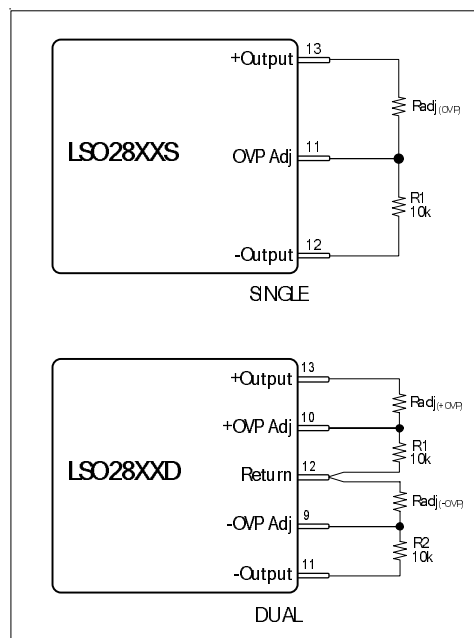 13
+Output
Radj(OVP)
LSO28XXS
11
OVP Adj
R1
10k
12
-Output
SINGLE
13
+Output
Radj(+OVP)
10
+OVP Adj
R1
10k
LSO28XXD
12
Return
Radj(-OVP)
9
-OVP Adj
R2
10k
11
-Output
DUAL